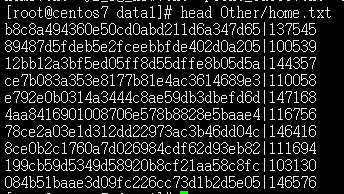 [root@centos7 data1]# head Other/home.txt
b8c8a494360e50cd0abd211d6a347d65|137545
89487d5fdeb5e2fceebbfde402d0a205|100539
12bb12a3bf5ed05ff8d55dffe8b05d5a|144357
ce7b083a353e8177b81e4ac3614689e3|110058
e792e0b0314a3444c8ae59db3dbefd6d|147168
4aa8416901008706e578b8828e5baae4|116756
78ce2a03e1d312dd22973ac3b46dd04c|146416
8ce0b2c1760a7d026984cdf62d93eb82|111694
199cb59d5349d58920b8cf21aa58c8fc|103130
084b51baae3d09fc226cc73d1b2d5e05|146576